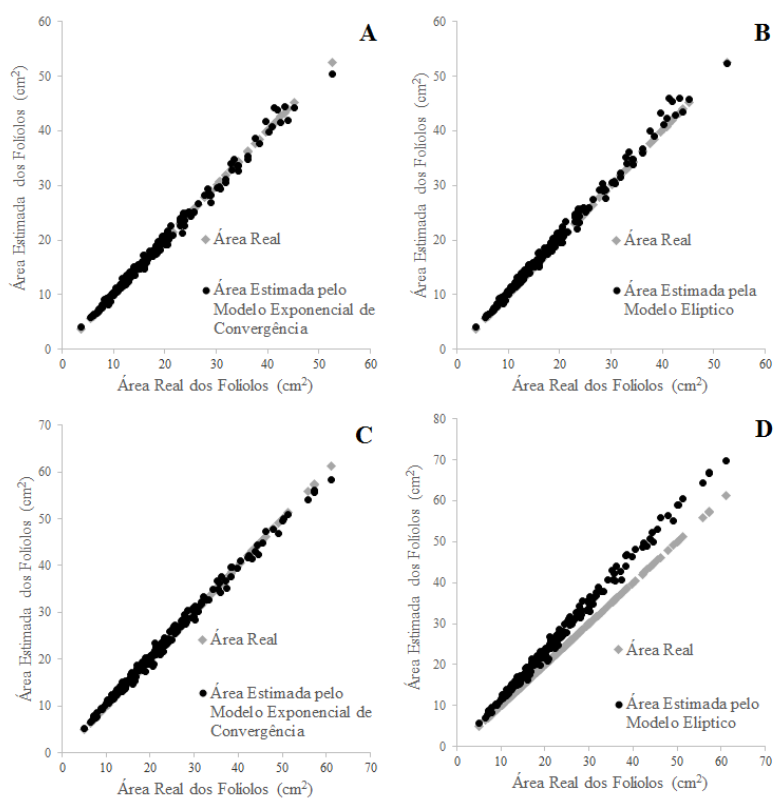 A
Área Estimada dos Folíolos (cm²)
60
50
40
30
20
10
0
Área Real
Área Estimada pelo
Modelo Exponencial de
Convergência
0 10 20 30 40 50 60
Área Real dos Folíolos (cm²)
B
Área Estimada dos Folíolos (cm²)
60
50
40
30
20
10
0
Área Real
Área Estimada pela
Modelo Elíptico
0 10 20 30 40 50 60
Área Real dos Folíolos (cm²)
C
Área Estimada dos Folíolos (cm²)
70
60
50
40
30
20
10
0
Área Real
Área Estimada pelo
Modelo Exponencial de
Convergência
0 10 20 30 40 50 60 70
Área Real dos Folíolos (cm²)
D
Área Estimada dos Folíolos (cm²)
80
70
60
50
40
30
20
10
0
Área Real
Área Estimada pelo
Modelo Elíptico
0 10 20 30 40 50 60 70
Área Real dos Folíolos (cm²)